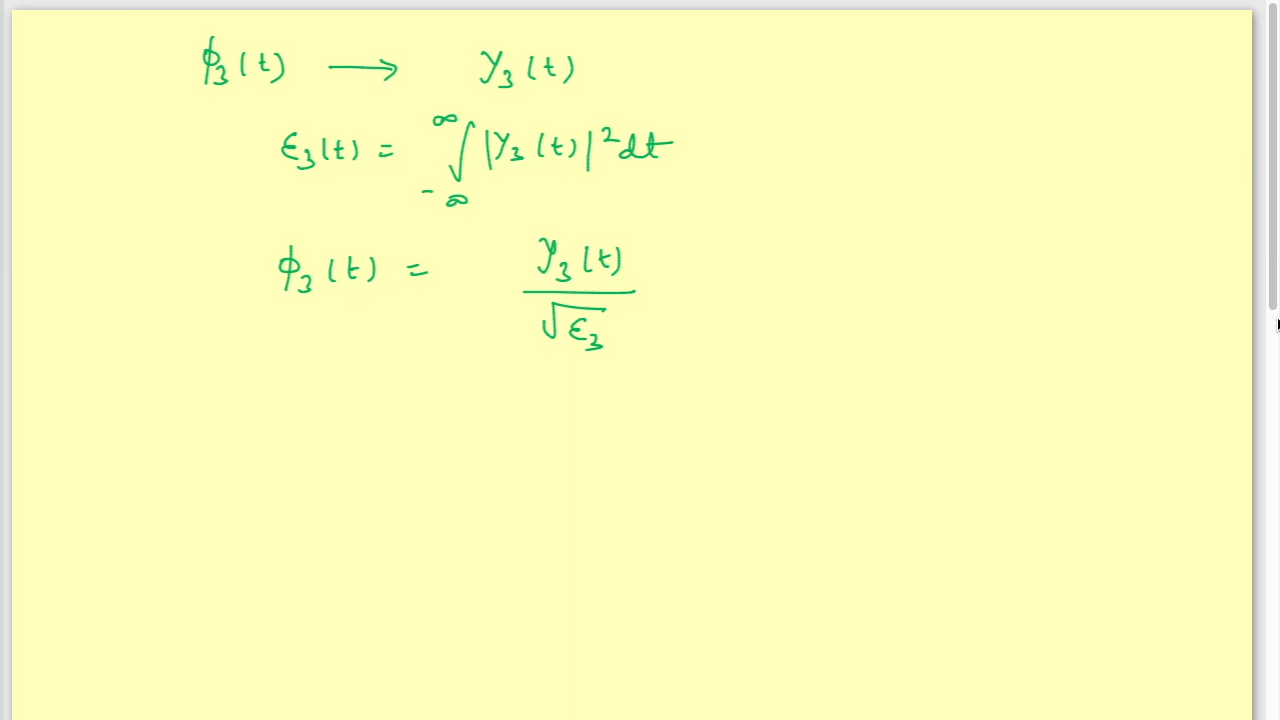 ϕ₃(t) ⟶ y₃(t)
ε₃(t) = ∫_{-∞}^{∞} |y₃(t)|² dt
ϕ₃(t) = y₃(t) / √ε₃